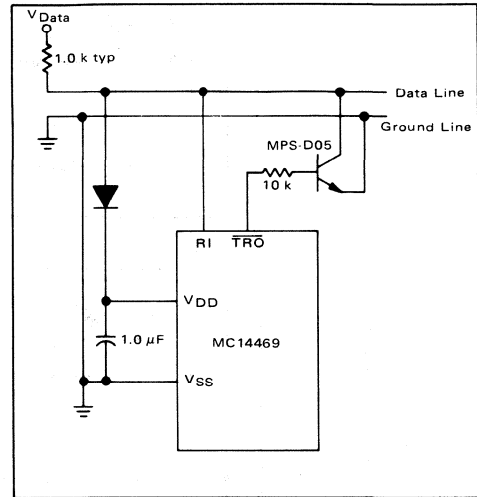 VData
1.0 k typ
Data Line
Ground Line
MPS-D05
10 k
RI
TRO
VDD
1.0 μF
MC14469
VSS